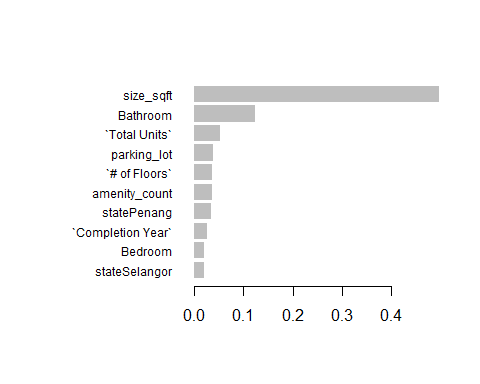 size_sqft
Bathroom
`Total Units`
parking_lot
`# of Floors`
amenity_count
statePenang
`Completion Year`
Bedroom
stateSelangor
0.0 0.1 0.2 0.3 0.4